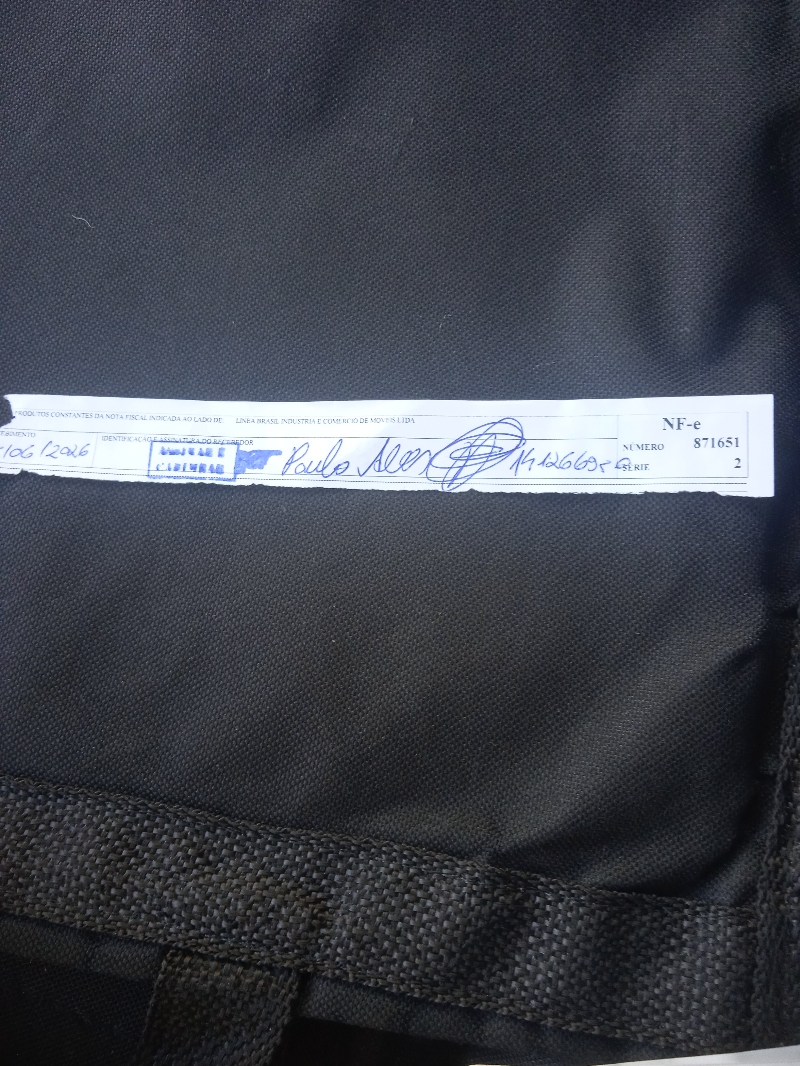 PRODUTOS CONSTANTES DA NOTA FISCAL INDICADA AO LADO DE LINEA BRASIL INDUSTRIA E COMERCIO DE MOVEIS LTDA
NF-e
IDENTIFICAÇÃO E ASSINATURA DO RECEBEDOR
NÚMERO 871651
/06/2026
Paulo
SÉRIE 2